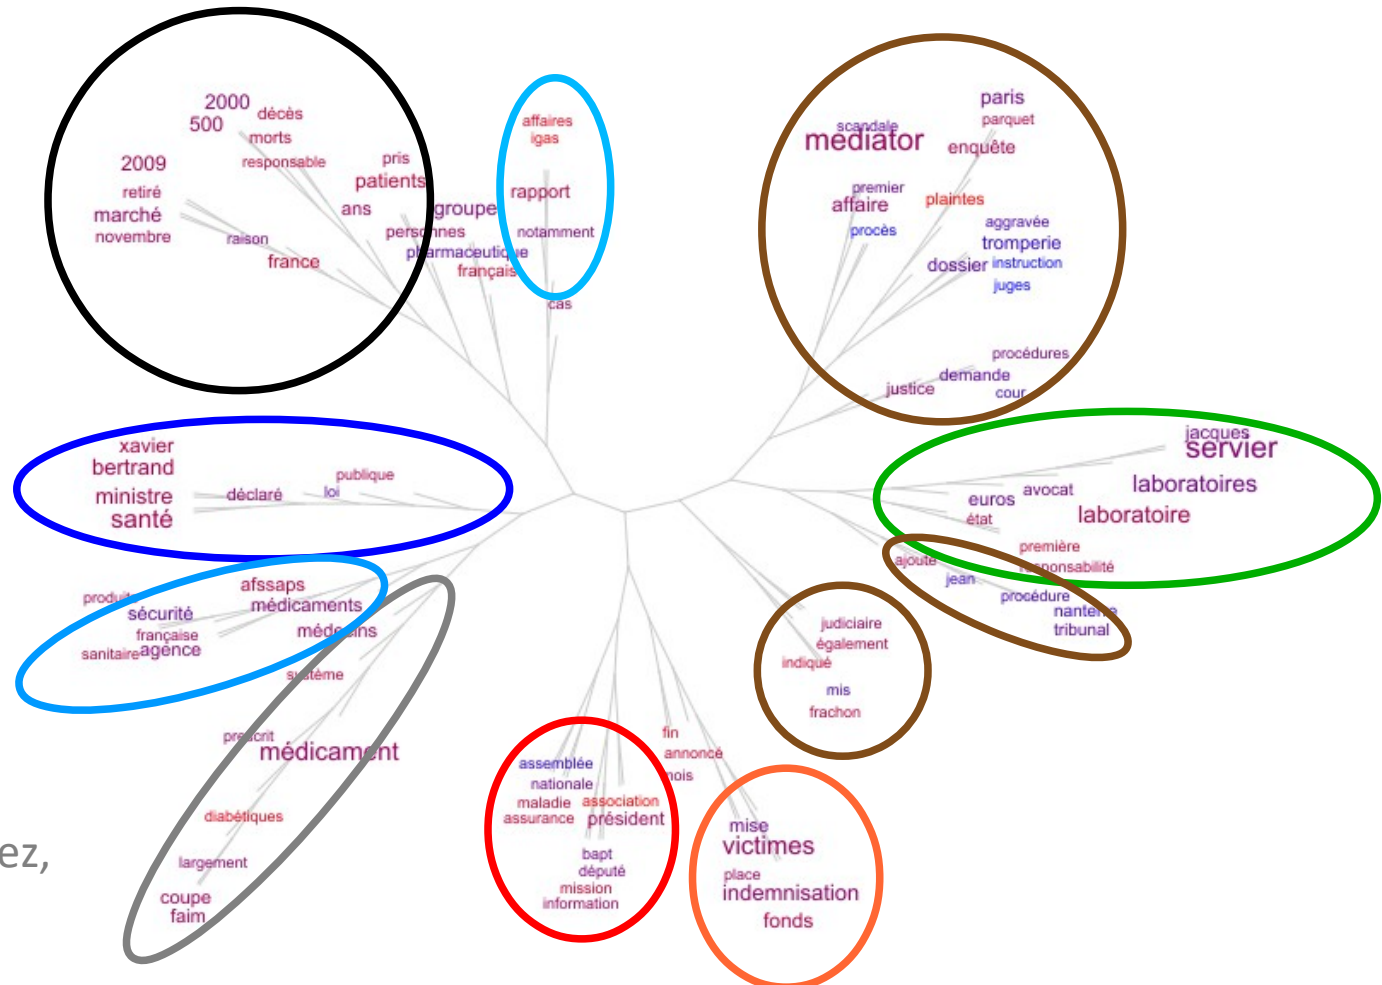 2000
500
décès
morts
responsable
2009
retiré
marché
novembre
raison
france
pris
patients
ans
groupe
personnes
pharmaceutique
français
affaires
igas
rapport
notamment
cas
scandale
mediator
premier
affaire
procès
paris
parquet
enquête
plaintes
aggravée
tromperie
dossier
instruction
juges
procédures
demande
justice
cour
xavier
bertrand
ministre
santé
déclaré
loi
publique
jacques
servier
laboratoires
avocat
euros
état
laboratoire
première
responsabilité
ajouté
jean
procédure
nanterre
tribunal
afssaps
produits
médicaments
sécurité
française
sanitaire
agence
médecins
système
prescrit
médicament
diabétiques
largement
coupe
faim
ez,
judiciaire
également
indiqué
mis
frachon
fin
annoncé
mois
assemblée
nationale
maladie
association
assurance
président
bapt
député
mission
information
mise
victimes
place
indemnisation
fonds